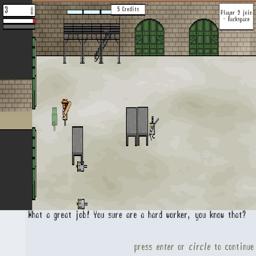 3
5 Credits
Player 2 join
- Backspace
What a great job! You sure are a hard worker, you know that?
press enter or circle to continue